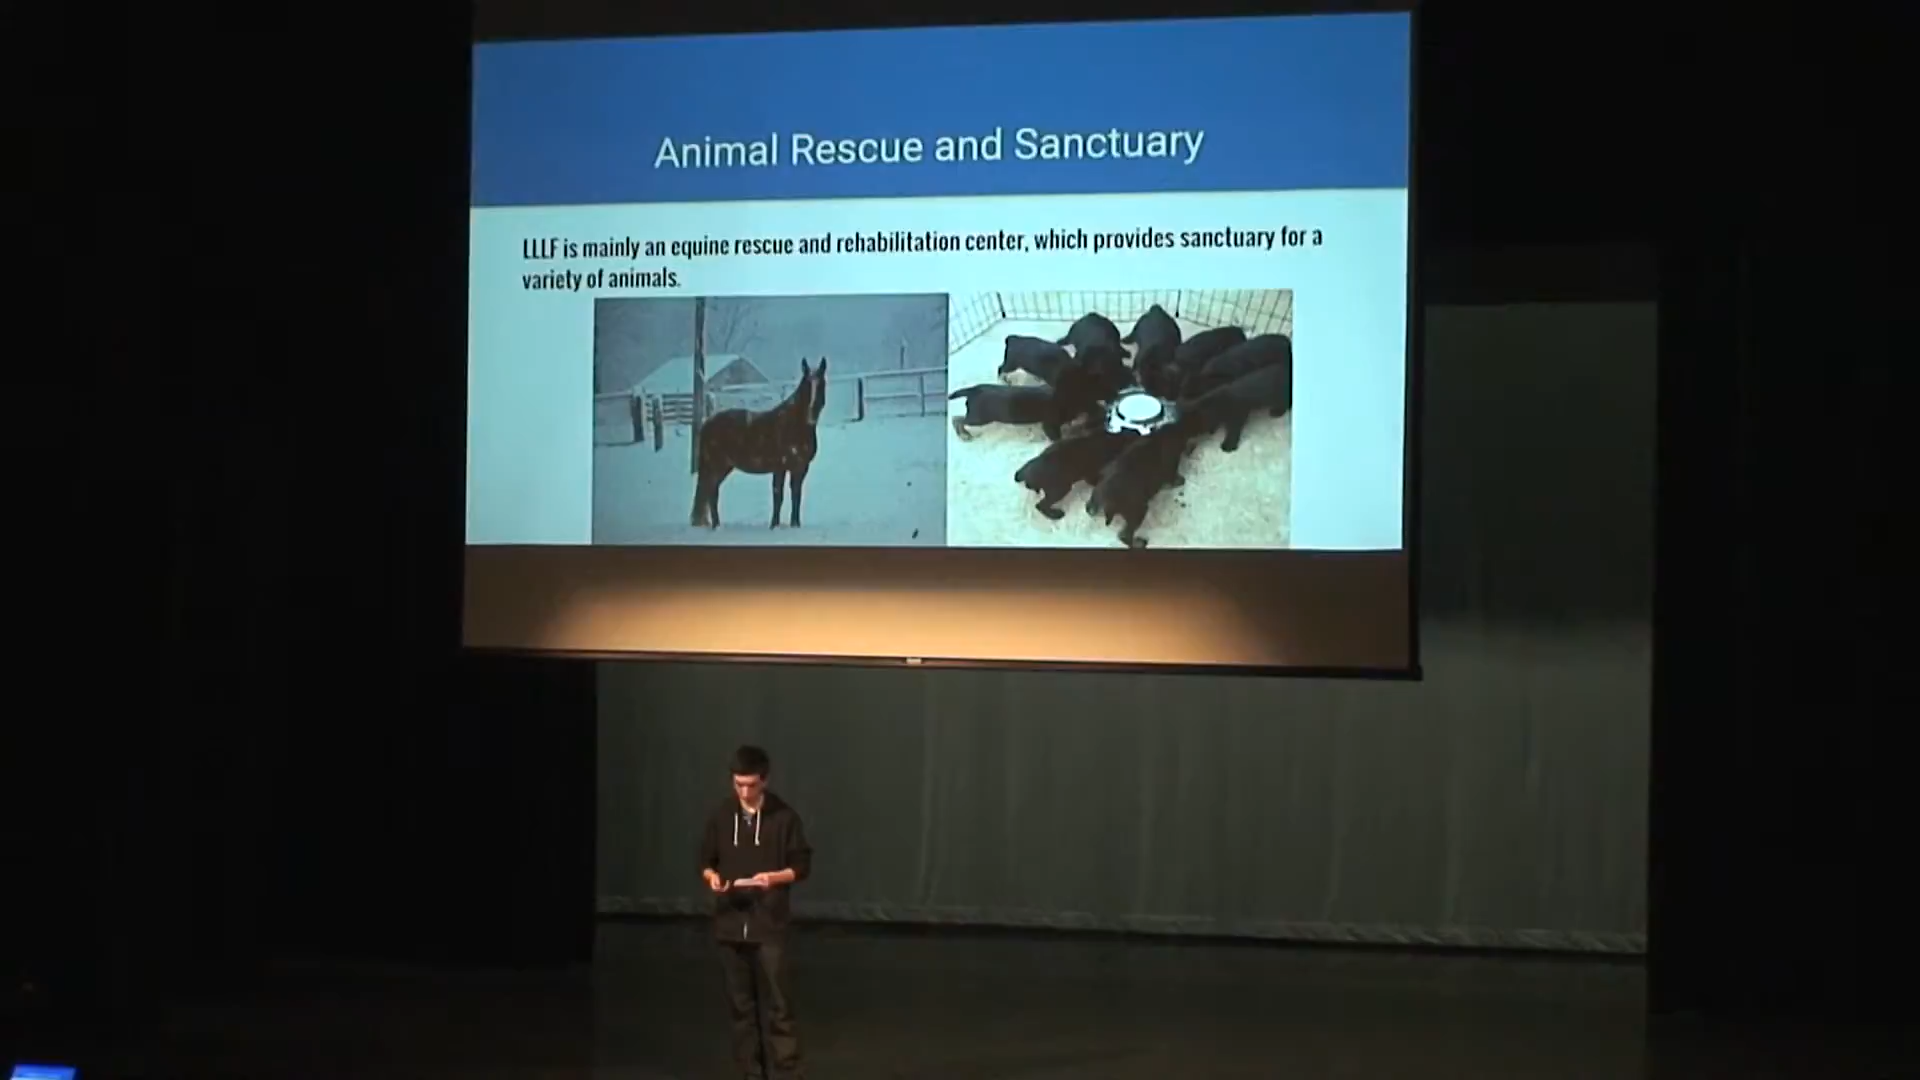 Animal Rescue and Sanctuary
LLLF is mainly an equine rescue and rehabilitation center, which provides sanctuary for a
variety of animals.